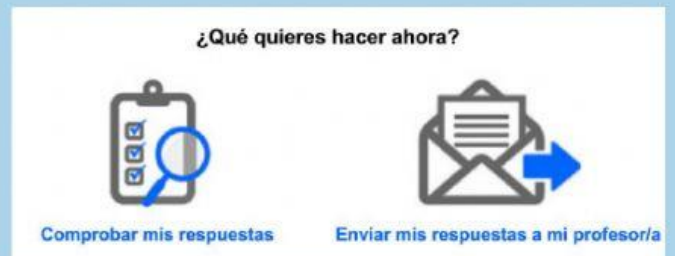 ¿Qué quieres hacer ahora?
Comprobar mis respuestas
Enviar mis respuestas a mi profesor/a